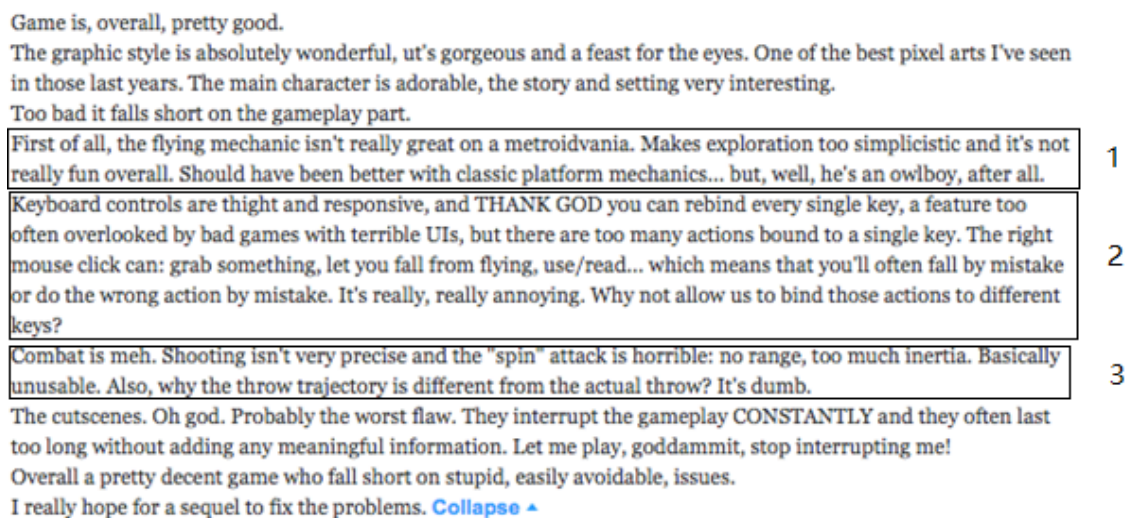 Game is, overall, pretty good.
The graphic style is absolutely wonderful, ut's gorgeous and a feast for the eyes. One of the best pixel arts I've seen
in those last years. The main character is adorable, the story and setting very interesting.
Too bad it falls short on the gameplay part.
First of all, the flying mechanic isn't really great on a metroidvania. Makes exploration too simplicistic and it's not
really fun overall. Should have been better with classic platform mechanics... but, well, he's an owlboy, after all.
1
Keyboard controls are thight and responsive, and THANK GOD you can rebind every single key, a feature too
often overlooked by bad games with terrible UIs, but there are too many actions bound to a single key. The right
mouse click can: grab something, let you fall from flying, use/read... which means that you'll often fall by mistake
or do the wrong action by mistake. It's really, really annoying. Why not allow us to bind those actions to different
keys?
2
Combat is meh. Shooting isn't very precise and the "spin" attack is horrible: no range, too much inertia. Basically
unusable. Also, why the throw trajectory is different from the actual throw? It's dumb.
3
The cutscenes. Oh god. Probably the worst flaw. They interrupt the gameplay CONSTANTLY and they often last
too long without adding any meaningful information. Let me play, goddammit, stop interrupting me!
Overall a pretty decent game who fall short on stupid, easily avoidable, issues.
I really hope for a sequel to fix the problems. Collapse